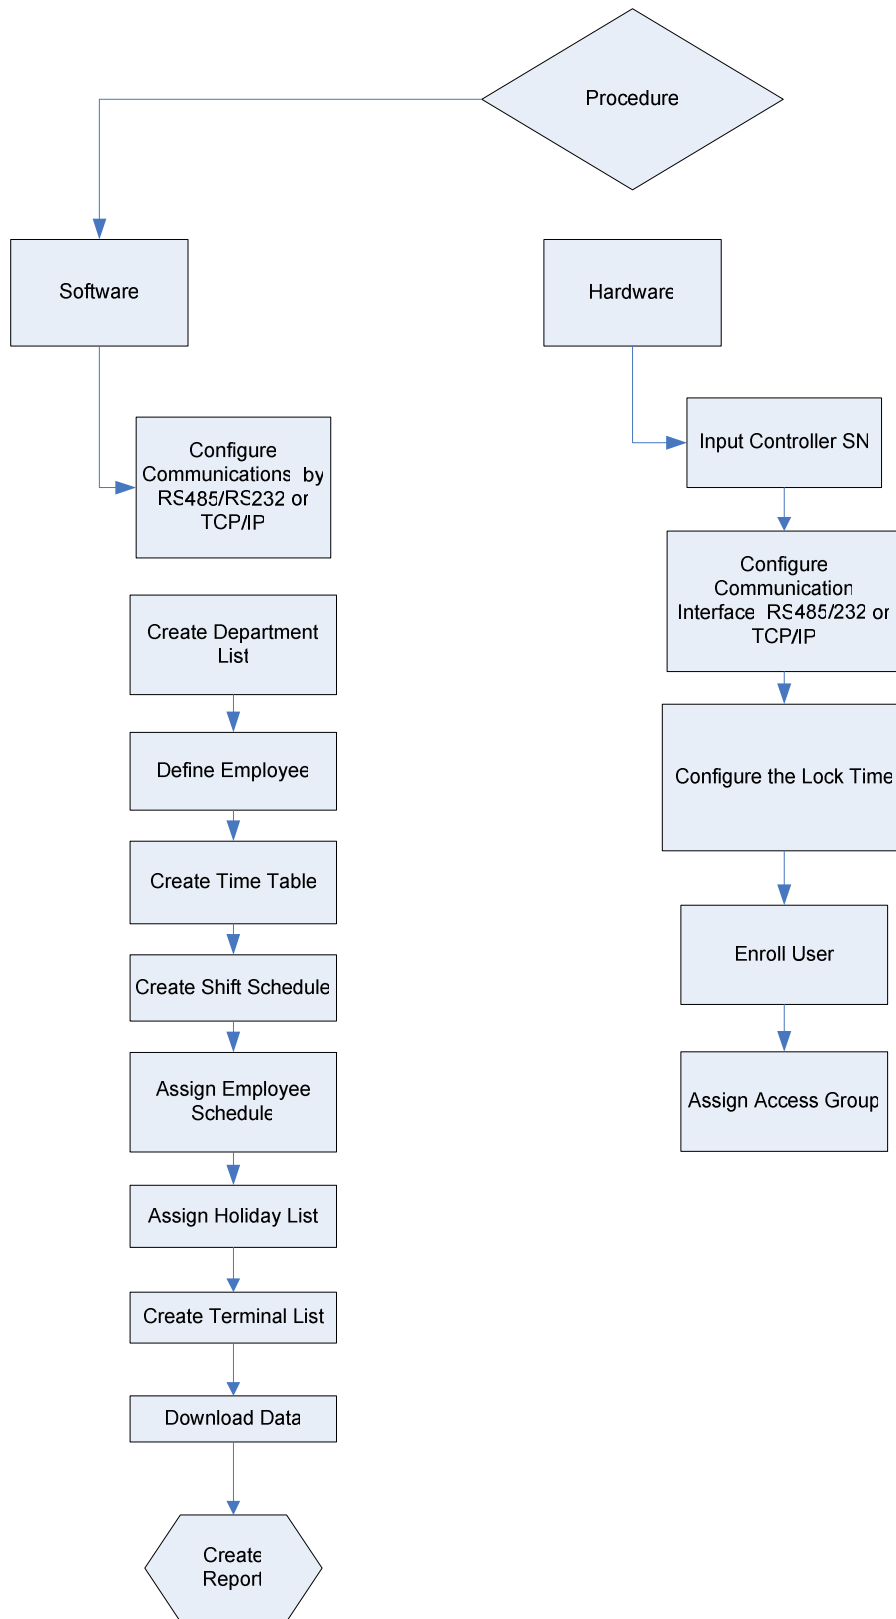 Procedure
Software
Hardware
Configure
Communications by
RS485/RS232 or
TCP/IP
Input Controller SN
Configure
Communication
Interface RS485/232 or
TCP/IP
Create Department
List
Define Employee
Configure the Lock Time
Create Time Table
Enroll User
Create Shift Schedule
Assign Employee
Schedule
Assign Access Group
Assign Holiday List
Create Terminal List
Download Data
Create
Report